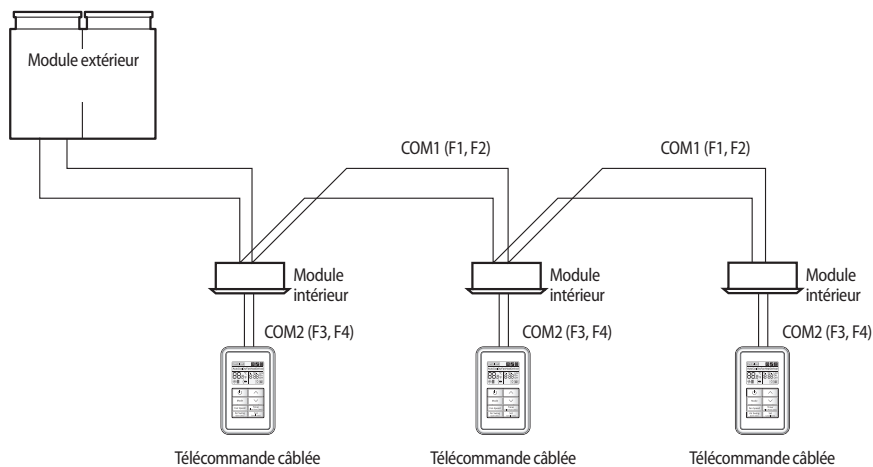 Module extérieur
COM1 (F1, F2)
COM1 (F1, F2)
Module
intérieur
Module
intérieur
Module
intérieur
COM2 (F3, F4)
COM2 (F3, F4)
COM2 (F3, F4)
Télécommande câblée
Télécommande câblée
Télécommande câblée